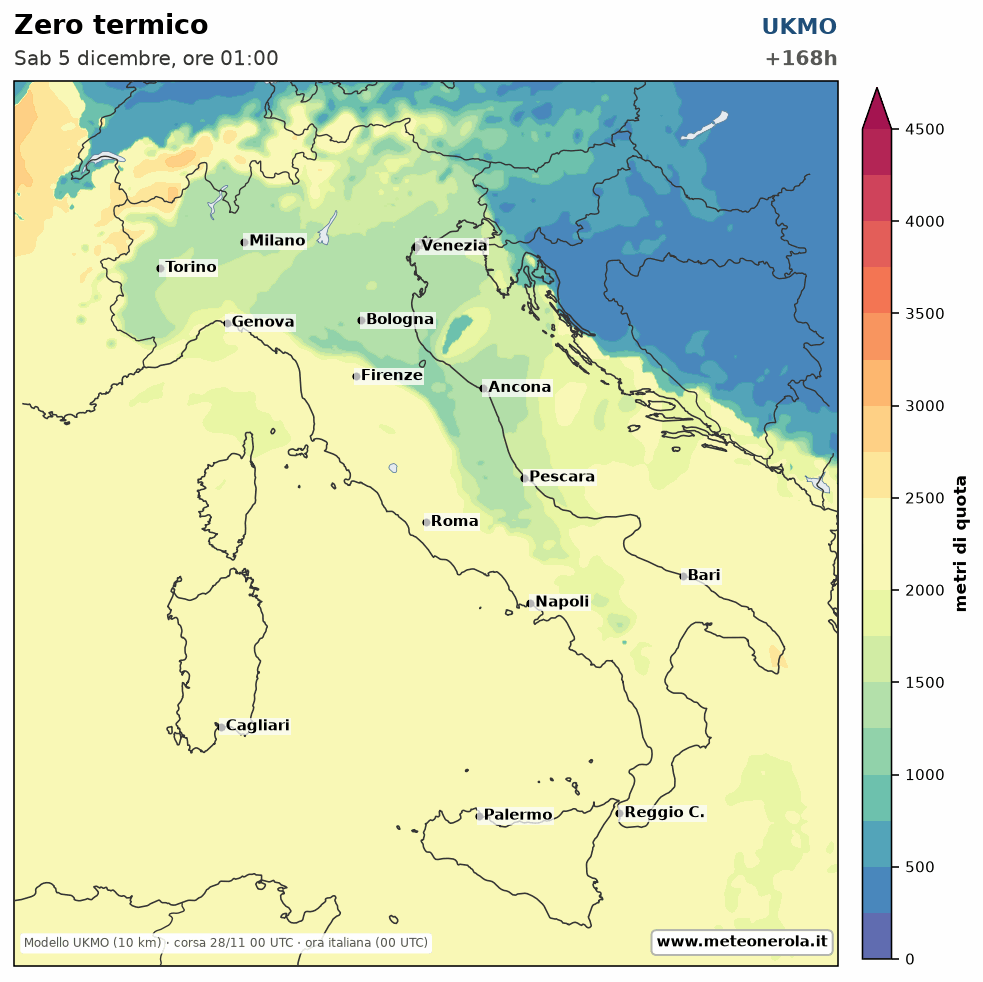 Zero termico
UKMO
Sab 5 dicembre, ore 01:00
+168h
Milano
Venezia
Torino
Genova
Bologna
Firenze
Ancona
Pescara
Roma
Bari
Napoli
Cagliari
Palermo
Reggio C.
4500
4000
3500
3000
2500
2000
1500
1000
500
0
metri di quota
Modello UKMO (10 km) · corsa 28/11 00 UTC · ora italiana (00 UTC)
www.meteonerola.it